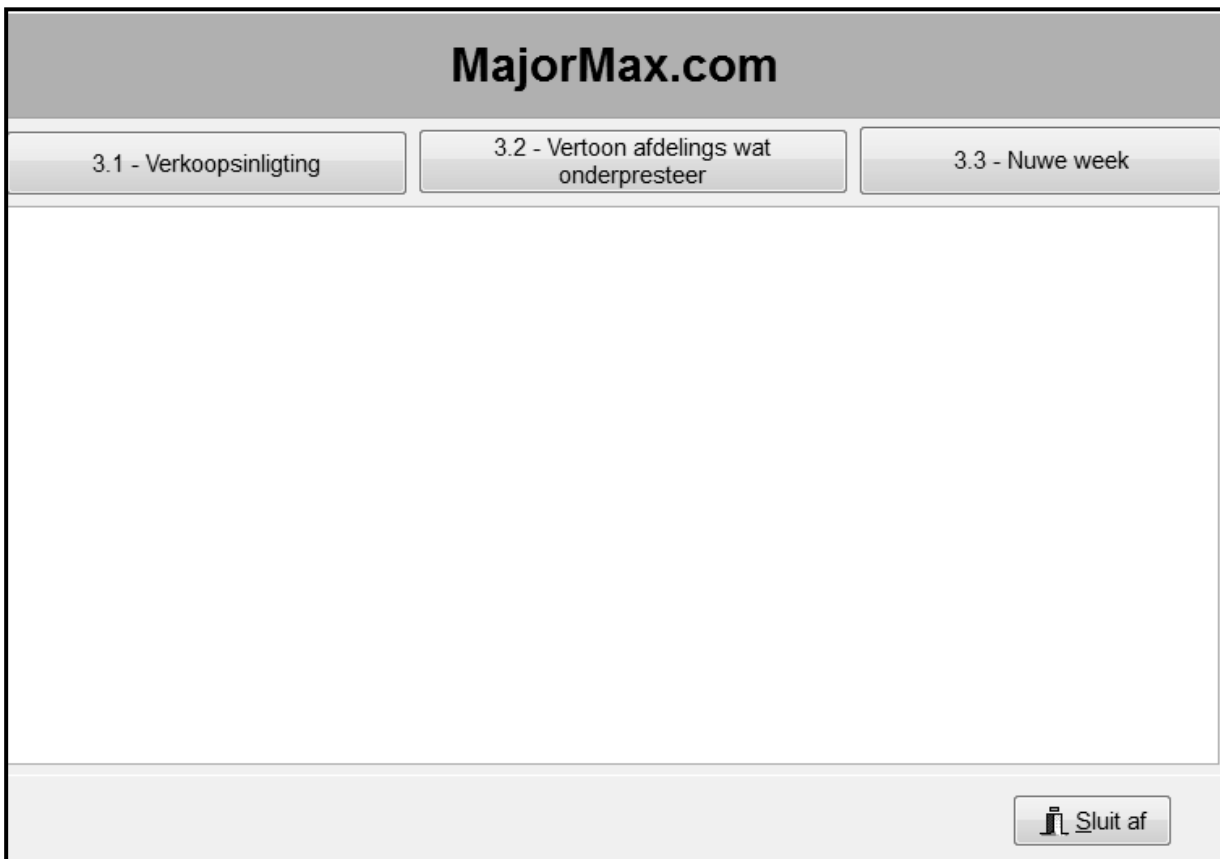 MajorMax.com
3.1 - Verkoopsinligting
3.2 - Vertoon afdelings wat
onderpresteer
3.3 - Nuwe week
Sluit af